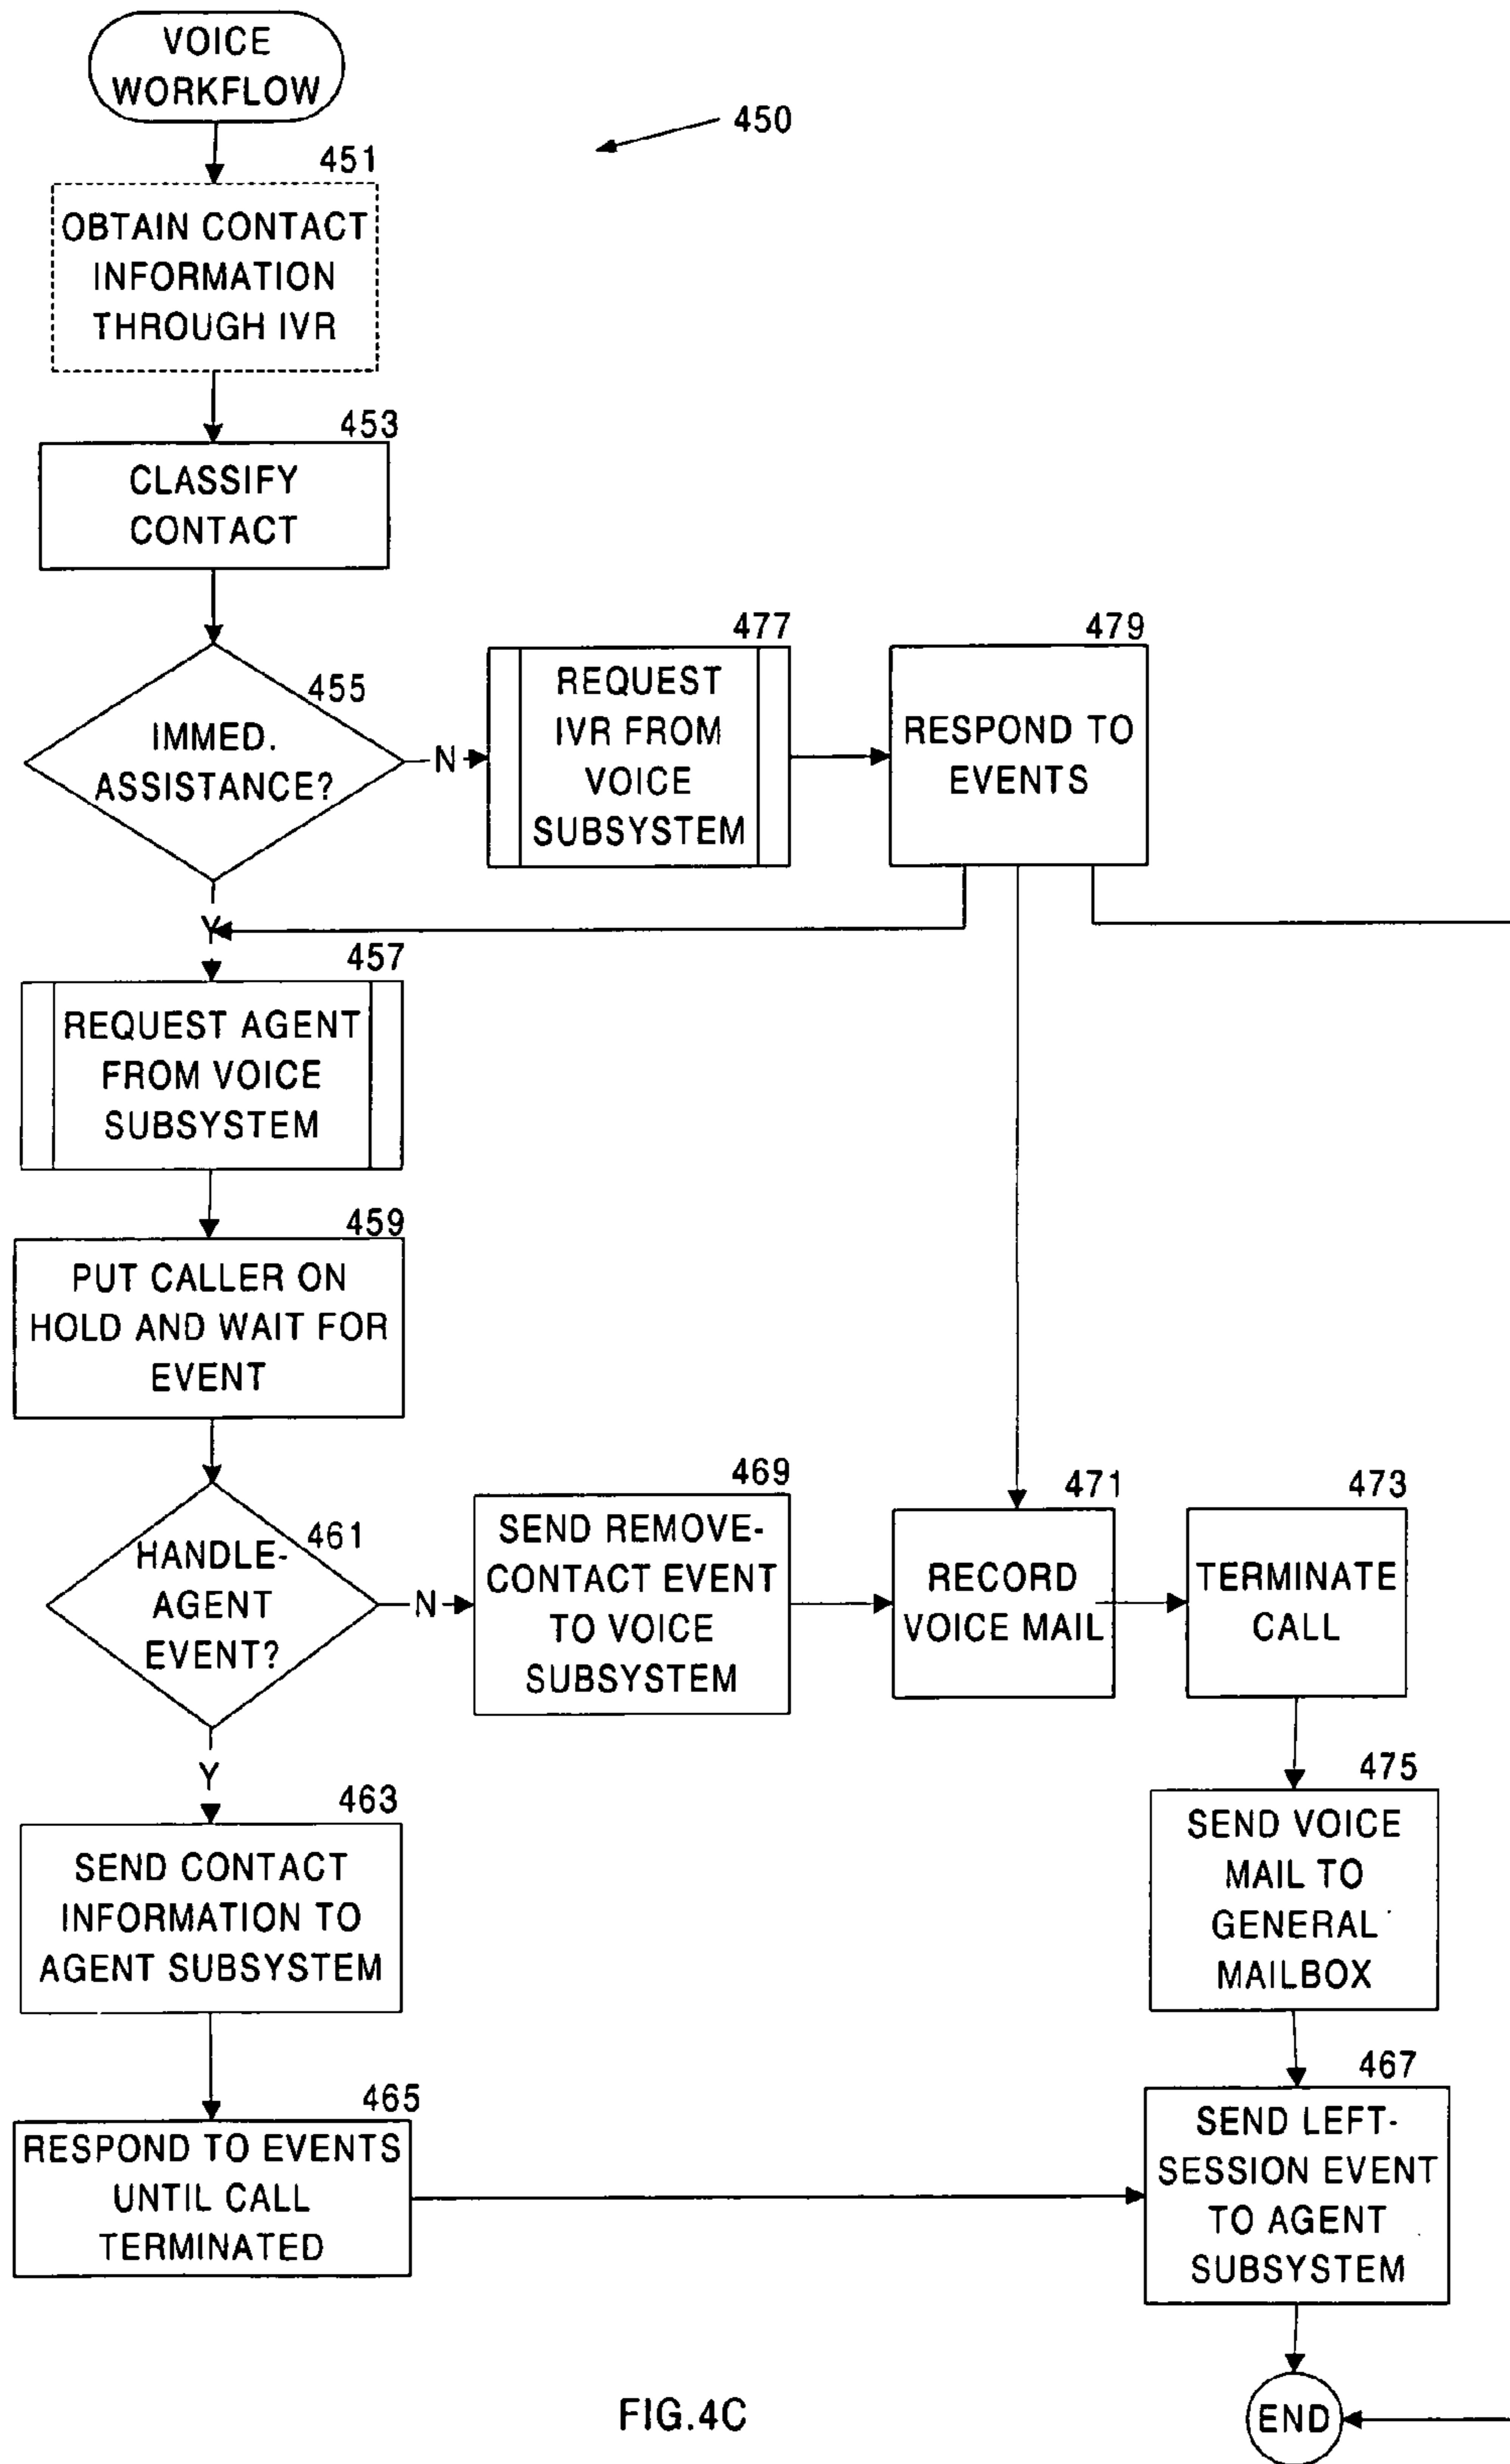 VOICE
WORKFLOW
450
451
OBTAIN CONTACT
INFORMATION
THROUGH IVR
453
CLASSIFY
CONTACT
455
IMMED.
ASSISTANCE?
N
477
REQUEST
IVR FROM
VOICE
SUBSYSTEM
479
RESPOND TO
EVENTS
Y
457
REQUEST AGENT
FROM VOICE
SUBSYSTEM
459
PUT CALLER ON
HOLD AND WAIT FOR
EVENT
461
HANDLE-
AGENT
EVENT?
N
469
SEND REMOVE-
CONTACT EVENT
TO VOICE
SUBSYSTEM
471
RECORD
VOICE MAIL
473
TERMINATE
CALL
Y
463
SEND CONTACT
INFORMATION TO
AGENT SUBSYSTEM
475
SEND VOICE
MAIL TO
GENERAL
MAILBOX
465
RESPOND TO EVENTS
UNTIL CALL
TERMINATED
467
SEND LEFT-
SESSION EVENT
TO AGENT
SUBSYSTEM
END
FIG.4C